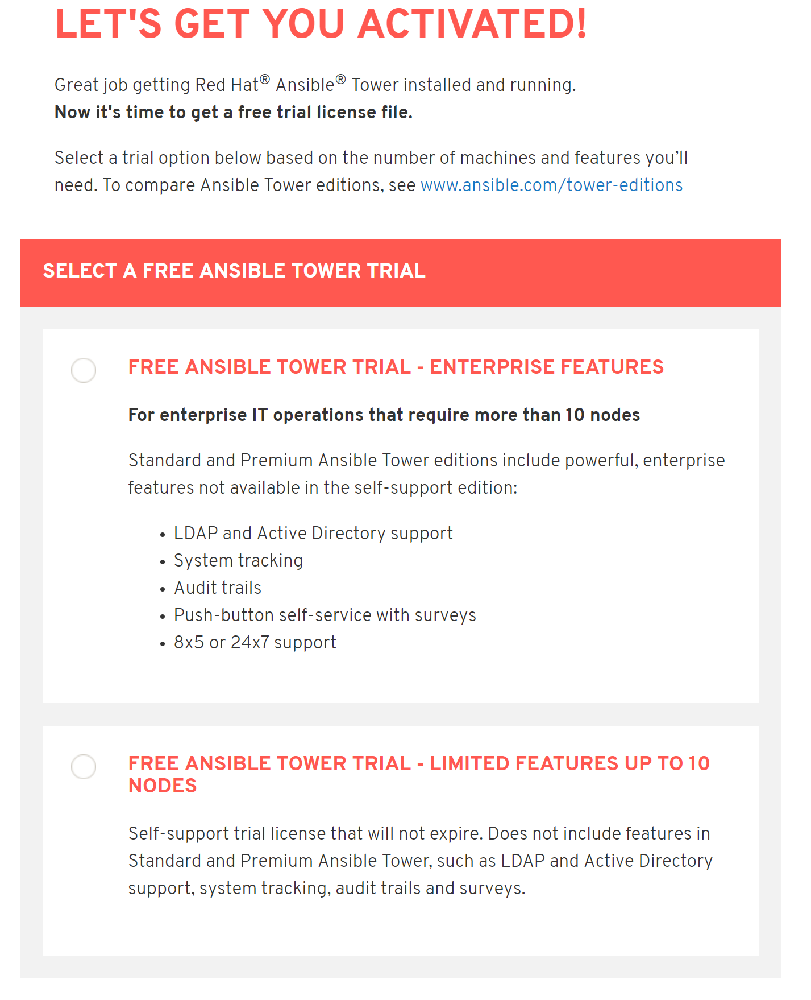 LET'S GET YOU ACTIVATED!
Great job getting Red Hat® Ansible® Tower installed and running.
Now it's time to get a free trial license file.
Select a trial option below based on the number of machines and features you’ll
need. To compare Ansible Tower editions, see www.ansible.com/tower-editions
SELECT A FREE ANSIBLE TOWER TRIAL
FREE ANSIBLE TOWER TRIAL - ENTERPRISE FEATURES
For enterprise IT operations that require more than 10 nodes
Standard and Premium Ansible Tower editions include powerful, enterprise
features not available in the self-support edition:
• LDAP and Active Directory support
• System tracking
• Audit trails
• Push-button self-service with surveys
• 8x5 or 24x7 support
FREE ANSIBLE TOWER TRIAL - LIMITED FEATURES UP TO 10
NODES
Self-support trial license that will not expire. Does not include features in
Standard and Premium Ansible Tower, such as LDAP and Active Directory
support, system tracking, audit trails and surveys.